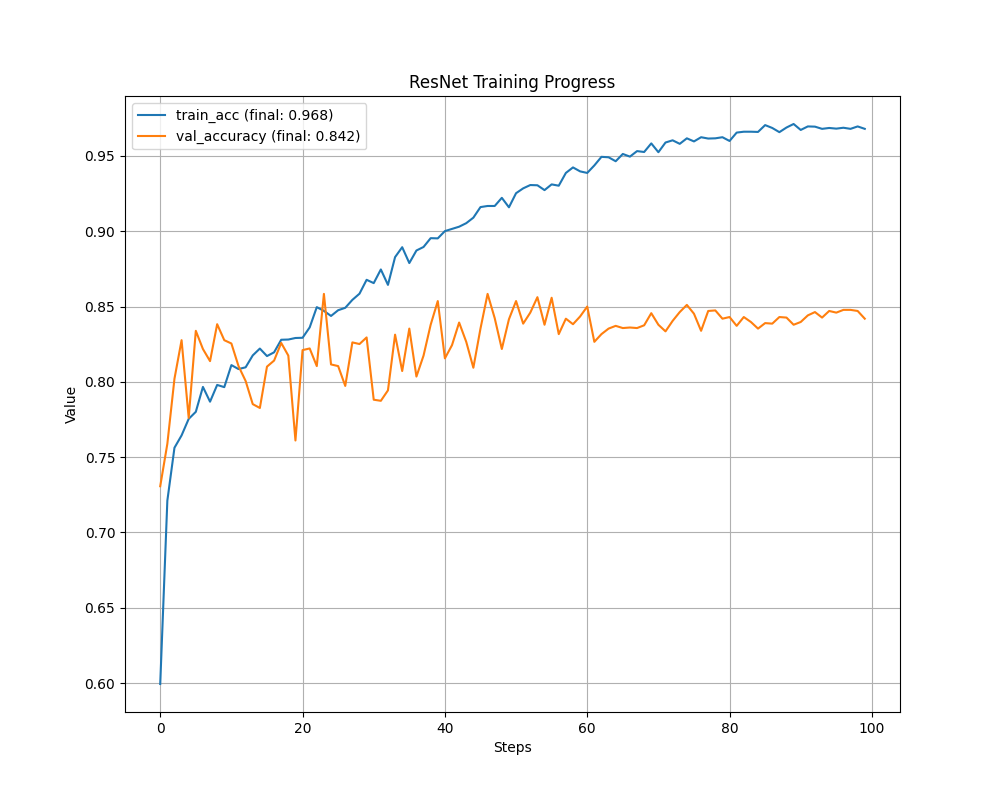 ResNet Training Progress
train_acc (final: 0.968)
val_accuracy (final: 0.842)
0.95
0.90
0.85
0.80
0.75
0.70
0.65
0.60
Value
0 20 40 60 80 100
Steps